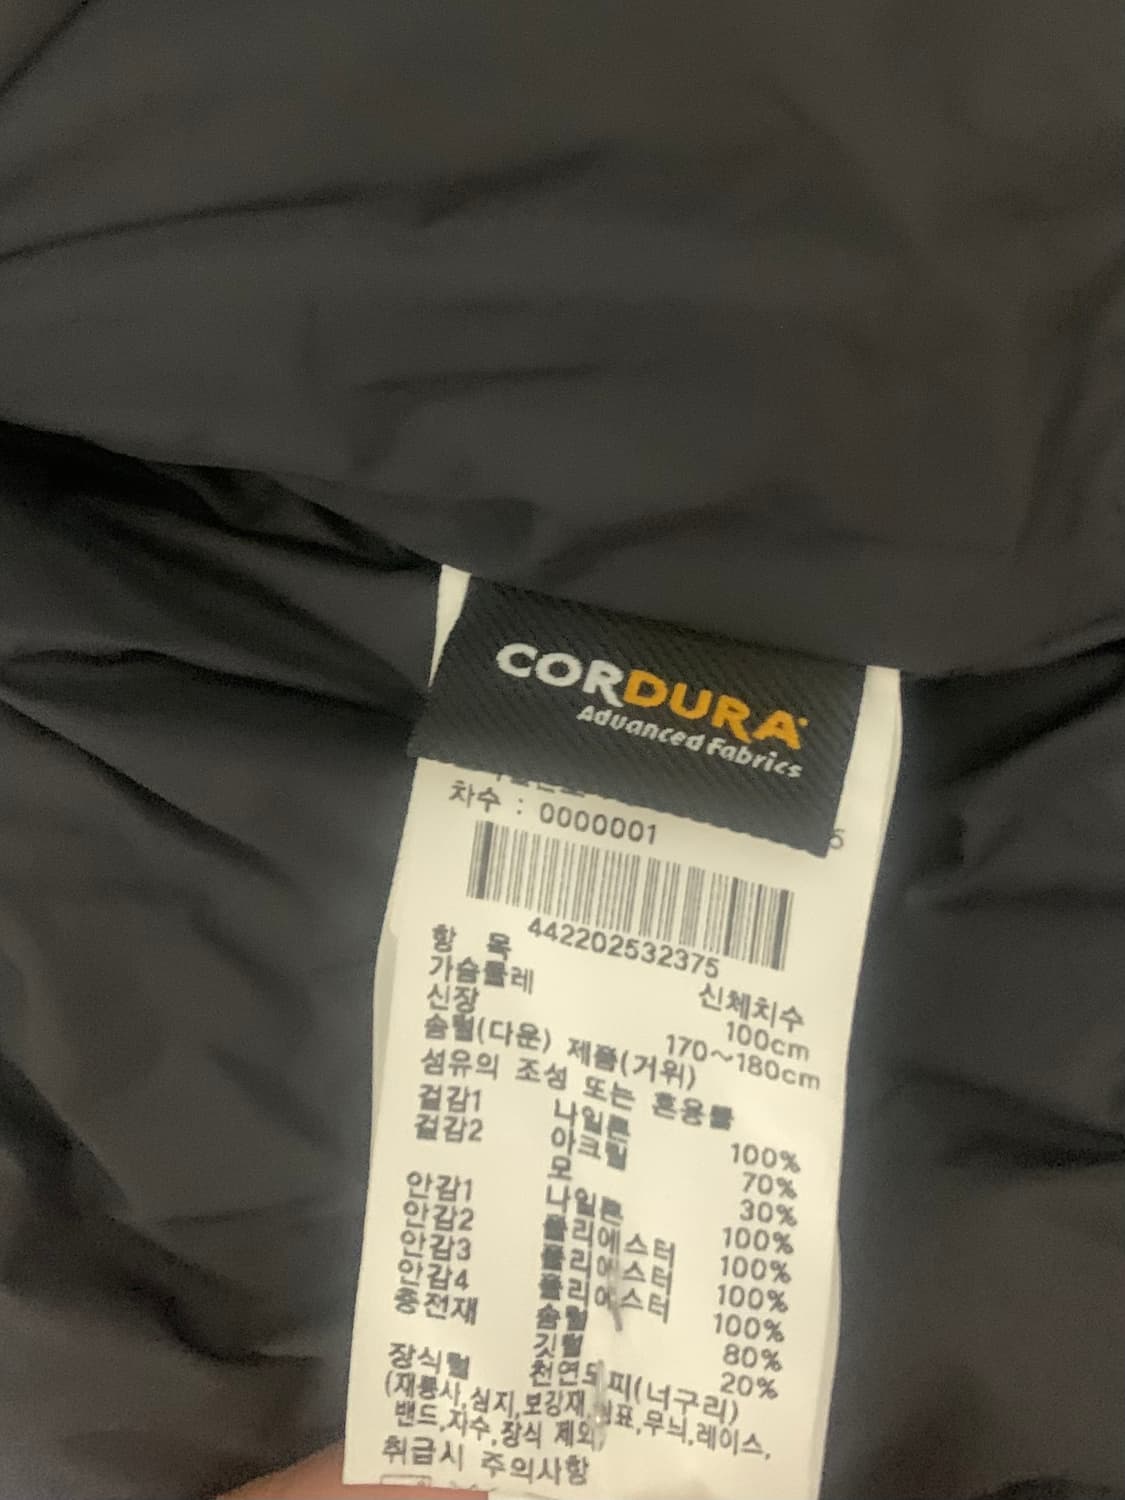 CORDURA
Advanced Fabrics
차수 : 0000001
442202532375
항 목 신체치수
가슴둘레 100cm
신장 170~180cm
솜털(다운) 제품(거위)
섬유의 조성 또는 혼용률
겉감1 나일론 100%
겉감2 아크릴 70%
모 30%
안감1 나일론 100%
안감2 폴리에스터 100%
안감3 폴리에스터 100%
안감4 폴리에스터 100%
충전재 솜털 80%
깃털 20%
장식털 천연모피(너구리)
(재봉사,심지,보강재,심표,무늬,레이스,
밴드,자수,장식 제외)
취급시 주의사항